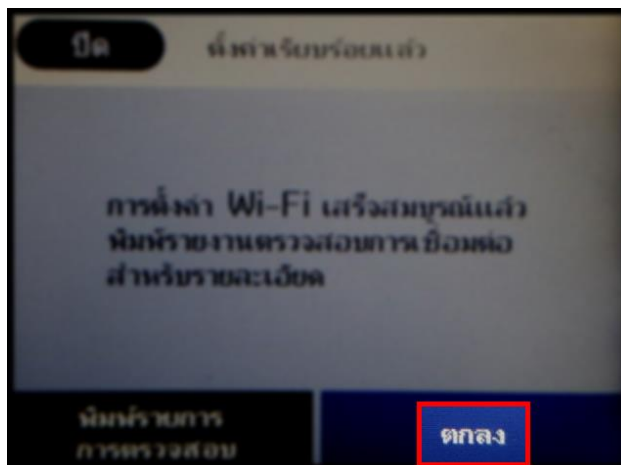 ปิด
ตั้งค่าเรียบร้อยแล้ว
การตั้งค่า Wi-Fi เสร็จสมบูรณ์แล้ว
พิมพ์รายงานตรวจสอบการเชื่อมต่อ
สำหรับรายละเอียด
พิมพ์รายการ
การตรวจสอบ
ตกลง